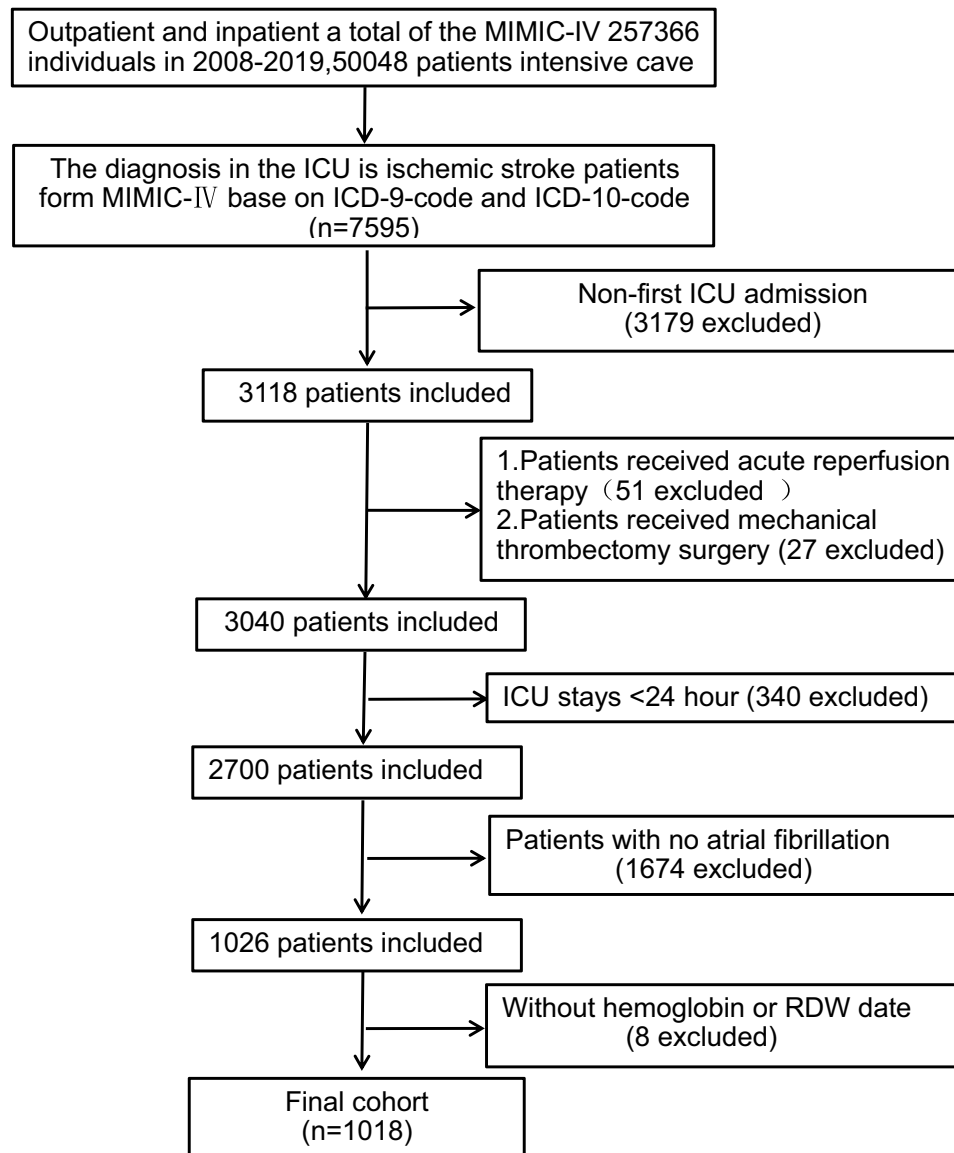 Outpatient and inpatient a total of the MIMIC-IV 257366
individuals in 2008-2019,50048 patients intensive cave
The diagnosis in the ICU is ischemic stroke patients
form MIMIC-Ⅳ base on ICD-9-code and ICD-10-code
(n=7595)
Non-first ICU admission
(3179 excluded)
3118 patients included
1.Patients received acute reperfusion
therapy（51 excluded ）
2.Patients received mechanical
thrombectomy surgery (27 excluded)
3040 patients included
ICU stays <24 hour (340 excluded)
2700 patients included
Patients with no atrial fibrillation
(1674 excluded)
1026 patients included
Without hemoglobin or RDW date
(8 excluded)
Final cohort
(n=1018)